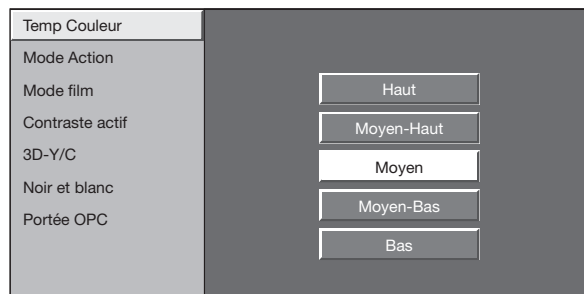 Temp Couleur
Mode Action
Mode film
Contraste actif
3D-Y/C
Noir et blanc
Portée OPC
Haut
Moyen-Haut
Moyen
Moyen-Bas
Bas